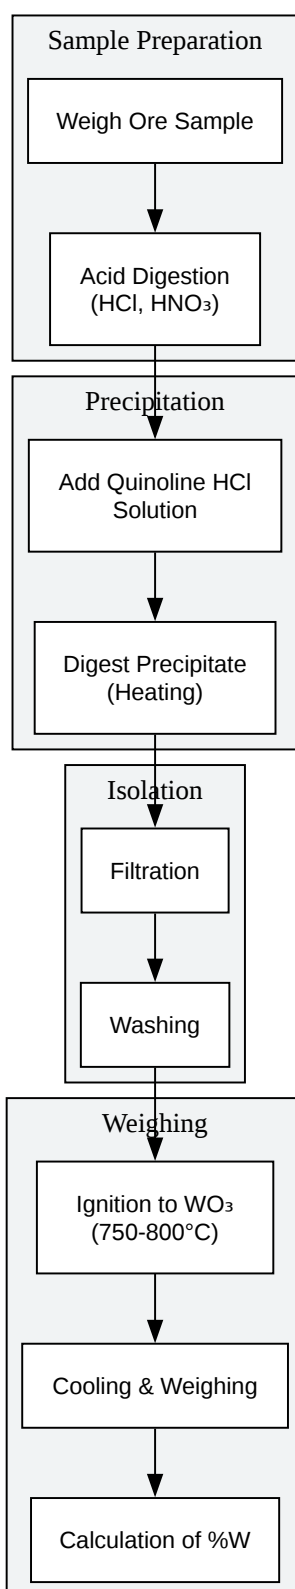 Sample Preparation
Weigh Ore Sample
Acid Digestion
(HCl, HNO₃)
Precipitation
Add Quinoline HCl
Solution
Digest Precipitate
(Heating)
Isolation
Filtration
Washing
Weighing
Ignition to WO₃
(750-800°C)
Cooling & Weighing
Calculation of %W